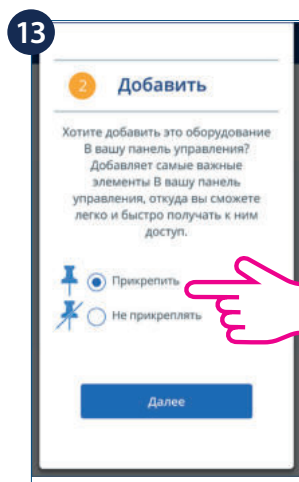 13
2 Добавить
Хотите добавить это оборудование
В вашу панель управления?
Добавляет самые важные
элементы В вашу панель
управления, откуда вы сможете
легко и быстро получать к ним
доступ.
Прикрепить
Не прикреплять
Далее